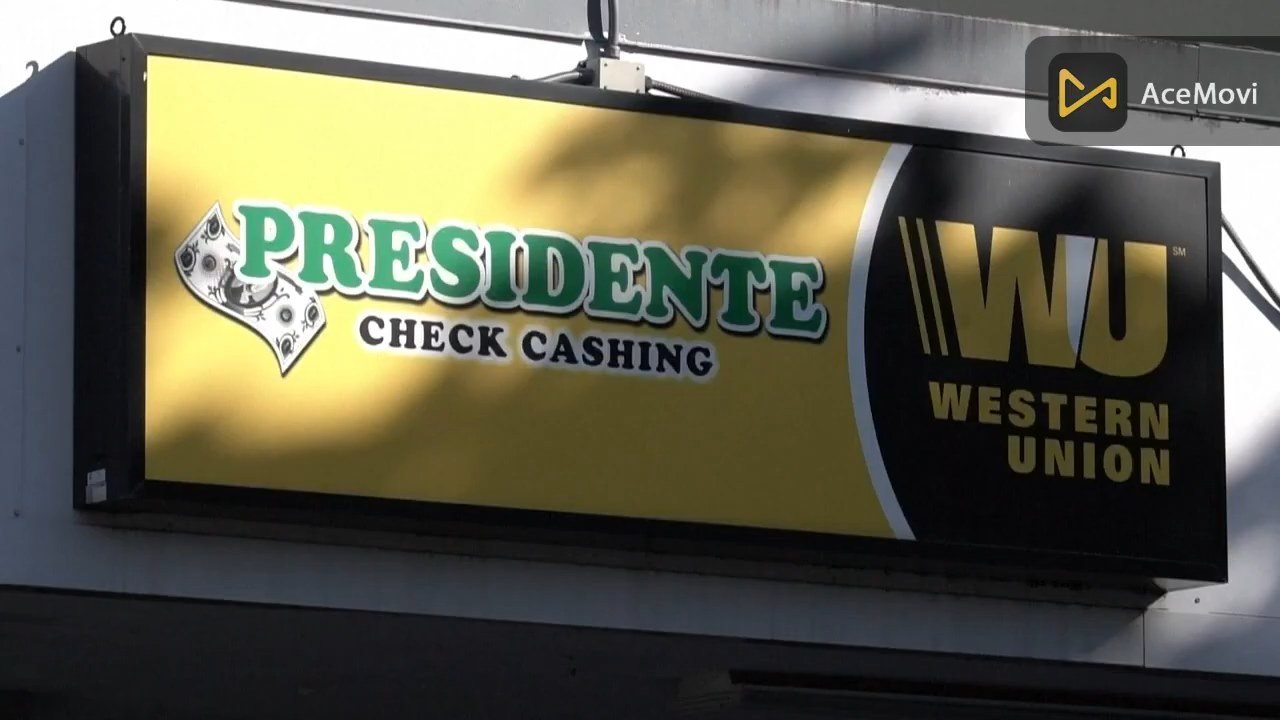 AceMovi
PRESIDENTE
CHECK CASHING
WU SM
WESTERN
UNION